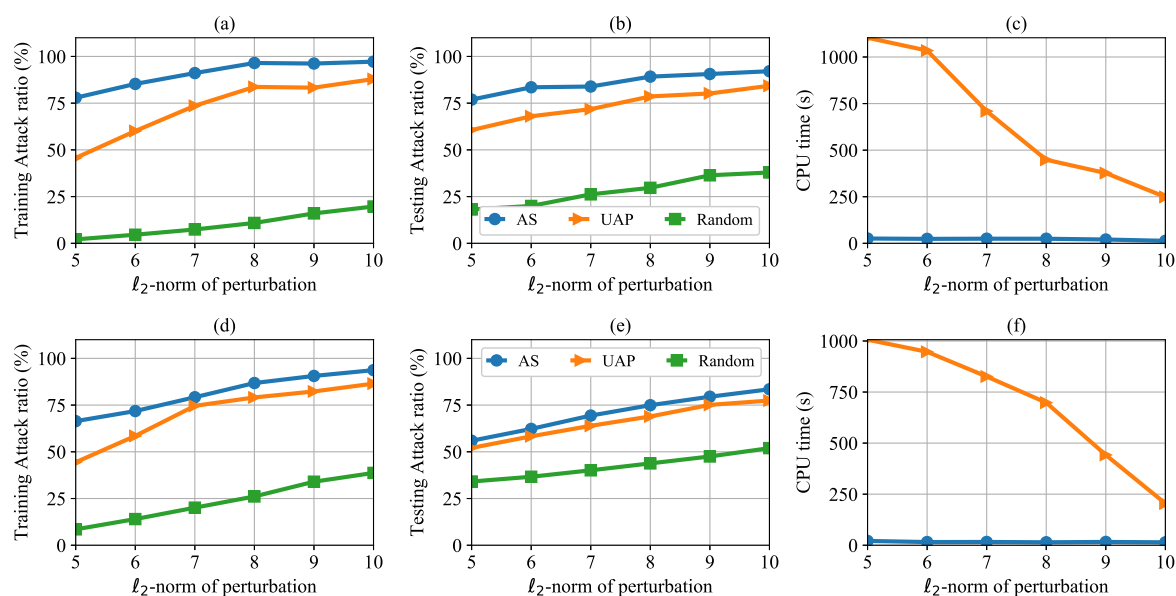 (a)
Training Attack ratio (%)
100
75
50
25
0
5 6 7 8 9 10
ℓ2-norm of perturbation
(b)
Testing Attack ratio (%)
100
75
50
25
0
AS UAP Random
5 6 7 8 9 10
ℓ2-norm of perturbation
(c)
CPU time (s)
1000
750
500
250
0
5 6 7 8 9 10
ℓ2-norm of perturbation
(d)
Training Attack ratio (%)
100
75
50
25
0
5 6 7 8 9 10
ℓ2-norm of perturbation
(e)
Testing Attack ratio (%)
AS UAP Random
100
75
50
25
0
5 6 7 8 9 10
ℓ2-norm of perturbation
(f)
CPU time (s)
1000
750
500
250
0
5 6 7 8 9 10
ℓ2-norm of perturbation